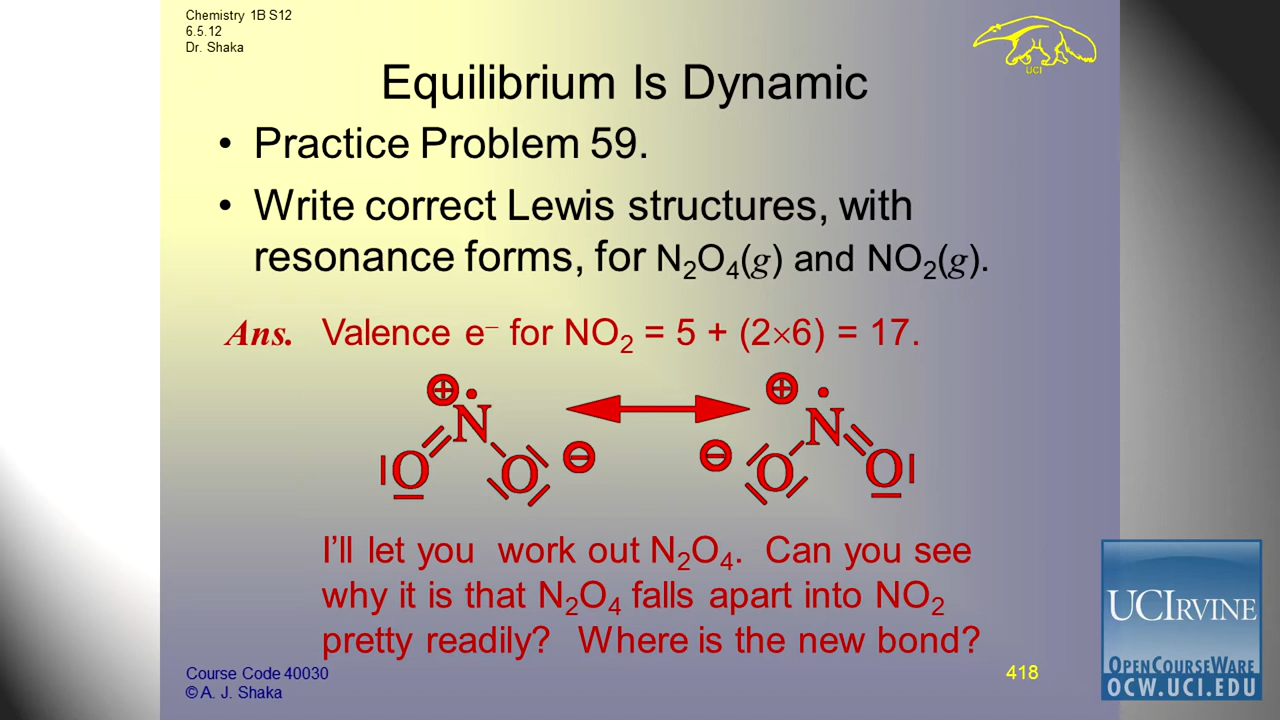 Chemistry 1B S12
6.5.12
Dr. Shaka
UCI
Equilibrium Is Dynamic
• Practice Problem 59.
• Write correct Lewis structures, with
resonance forms, for N₂O₄(g) and NO₂(g).
Ans. Valence e⁻ for NO₂ = 5 + (2×6) = 17.
⊕ ⊕
N N
⊖ ⊖
O O O O
I’ll let you work out N₂O₄. Can you see
why it is that N₂O₄ falls apart into NO₂
pretty readily? Where is the new bond?
Course Code 40030
© A. J. Shaka
418
UCIRVINE
OPENCOURSEWARE
OCW.UCI.EDU